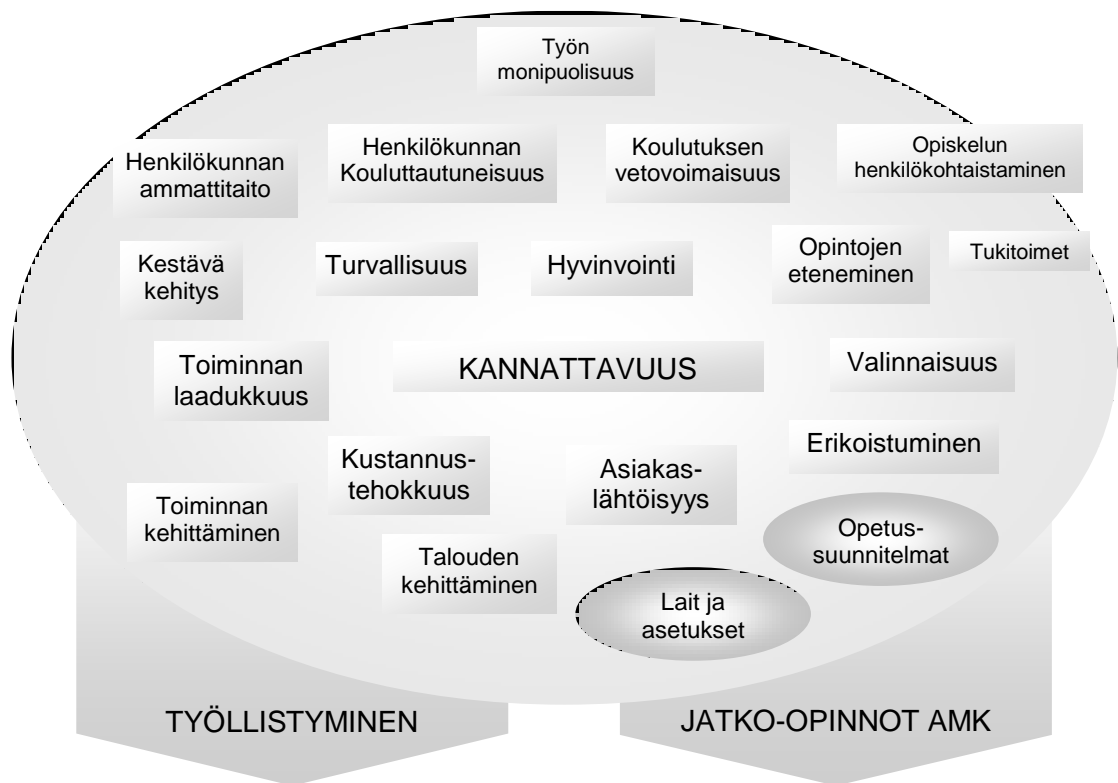 Työn
monipuolisuus
Henkilökunnan
ammattitaito
Henkilökunnan
Kouluttautuneisuus
Koulutuksen
vetovoimaisuus
Opiskelun
henkilökohtaistaminen
Kestävä
kehitys
Turvallisuus
Hyvinvointi
Opintojen
eteneminen
Tukitoimet
Toiminnan
laadukkuus
KANNATTAVUUS
Valinnaisuus
Kustannus-
tehokkuus
Asiakas-
lähtöisyys
Erikoistuminen
Toiminnan
kehittäminen
Talouden
kehittäminen
Opetus-
suunnitelmat
Lait ja
asetukset
TYÖLLISTYMINEN
JATKO-OPINNOT AMK